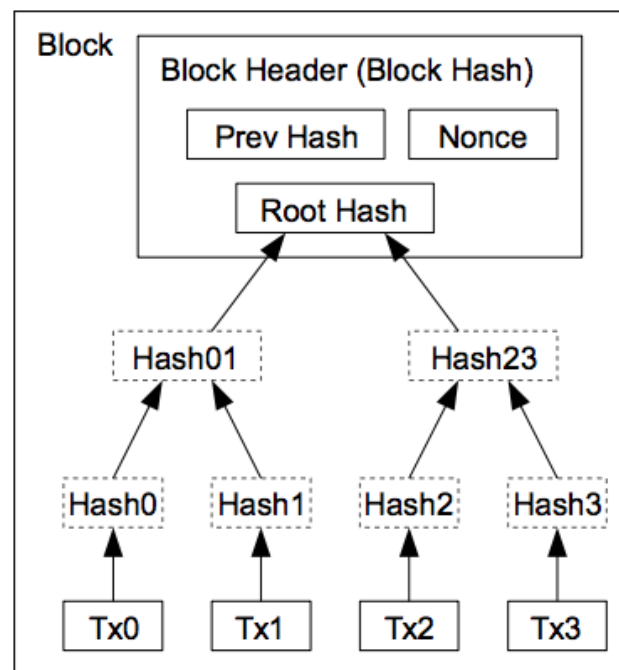 Block
Block Header (Block Hash)
Prev Hash
Nonce
Root Hash
Hash01
Hash23
Hash0
Hash1
Hash2
Hash3
Tx0
Tx1
Tx2
Tx3